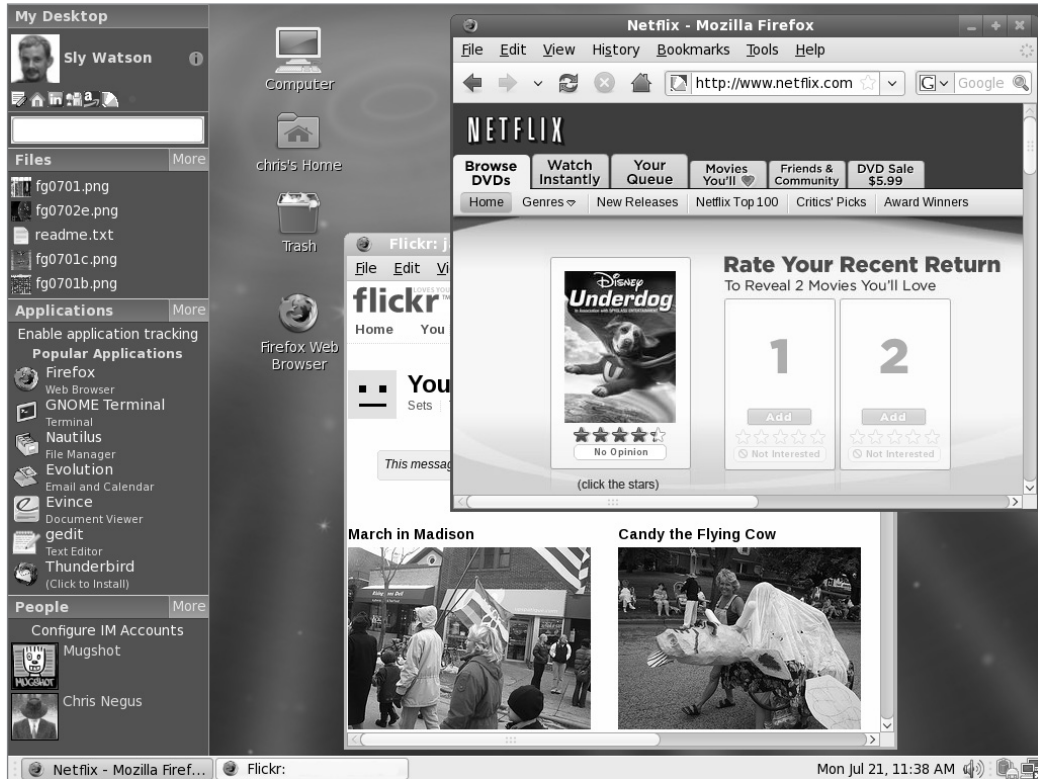 My Desktop
Sly Watson
Files More
fg0701.png
fg0702e.png
readme.txt
fg0701c.png
fg0701b.png
Applications More
Enable application tracking
Popular Applications
Firefox
Web Browser
GNOME Terminal
Terminal
Nautilus
File Manager
Evolution
Email and Calendar
Evince
Document Viewer
gedit
Text Editor
Thunderbird
(Click to Install)
People More
Configure IM Accounts
Mugshot
MUGSHOT
Chris Negus
Computer
chris's Home
Trash
Firefox Web
Browser
Netflix - Mozilla Firefox
File Edit View History Bookmarks Tools Help
http://www.netflix.com
G Google
NETFLIX
Browse
DVDs
Watch
Instantly
Your
Queue
Movies
You'll
Friends &
Community
DVD Sale
$5.99
Home Genres New Releases Netflix Top 100 Critics' Picks Award Winners
Disney
Underdog
No Opinion
(click the stars)
Rate Your Recent Return
To Reveal 2 Movies You'll Love
1 2
Add Add
Not Interested Not Interested
Flickr: j
File Edit Vi
LOVES YOU
flickr
Home You
You
Sets
This messag
March in Madison Candy the Flying Cow
Netflix - Mozilla Firef... Flickr:
Mon Jul 21, 11:38 AM